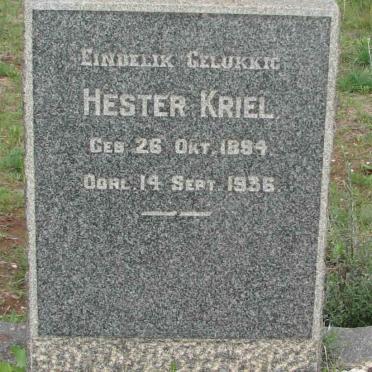 EINDELIK GELUKKIG
HESTER KRIEL
GEB 26 OKT. 1894
OORL. 14 SEPT. 1936